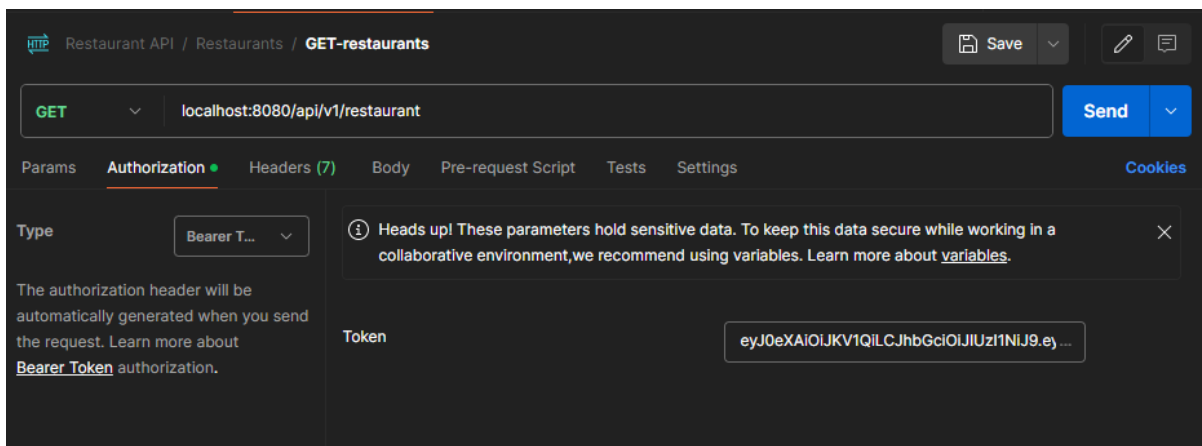 HTTP Restaurant API / Restaurants / GET-restaurants Save
GET localhost:8080/api/v1/restaurant Send
Params Authorization Headers (7) Body Pre-request Script Tests Settings Cookies
Type Bearer T...
Heads up! These parameters hold sensitive data. To keep this data secure while working in a
collaborative environment,we recommend using variables. Learn more about variables.
The authorization header will be
automatically generated when you send
the request. Learn more about
Bearer Token authorization.
Token eyJ0eXAiOiJKV1QiLCJhbGciOiJIUzI1NiJ9.ey...